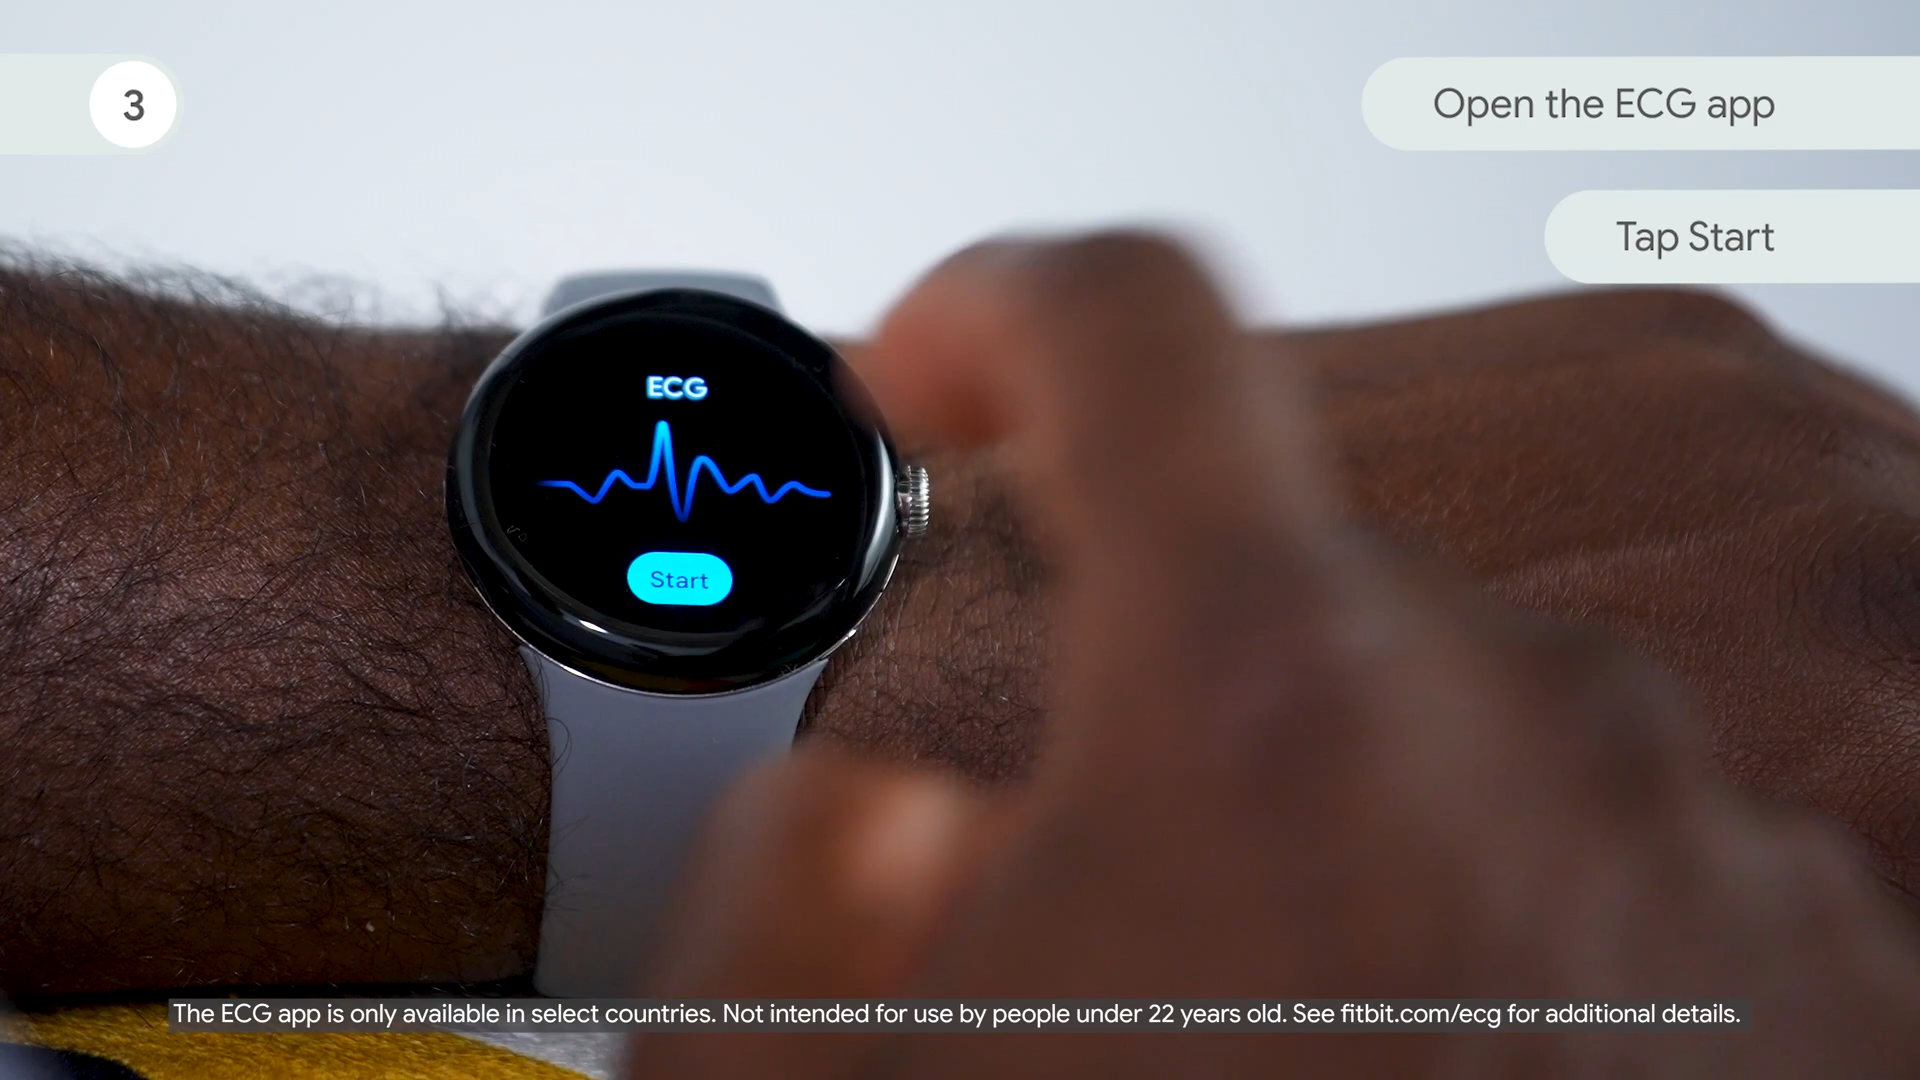 3
Open the ECG app
Tap Start
ECG
Start
The ECG app is only available in select countries. Not intended for use by people under 22 years old. See fitbit.com/ecg for additional details.